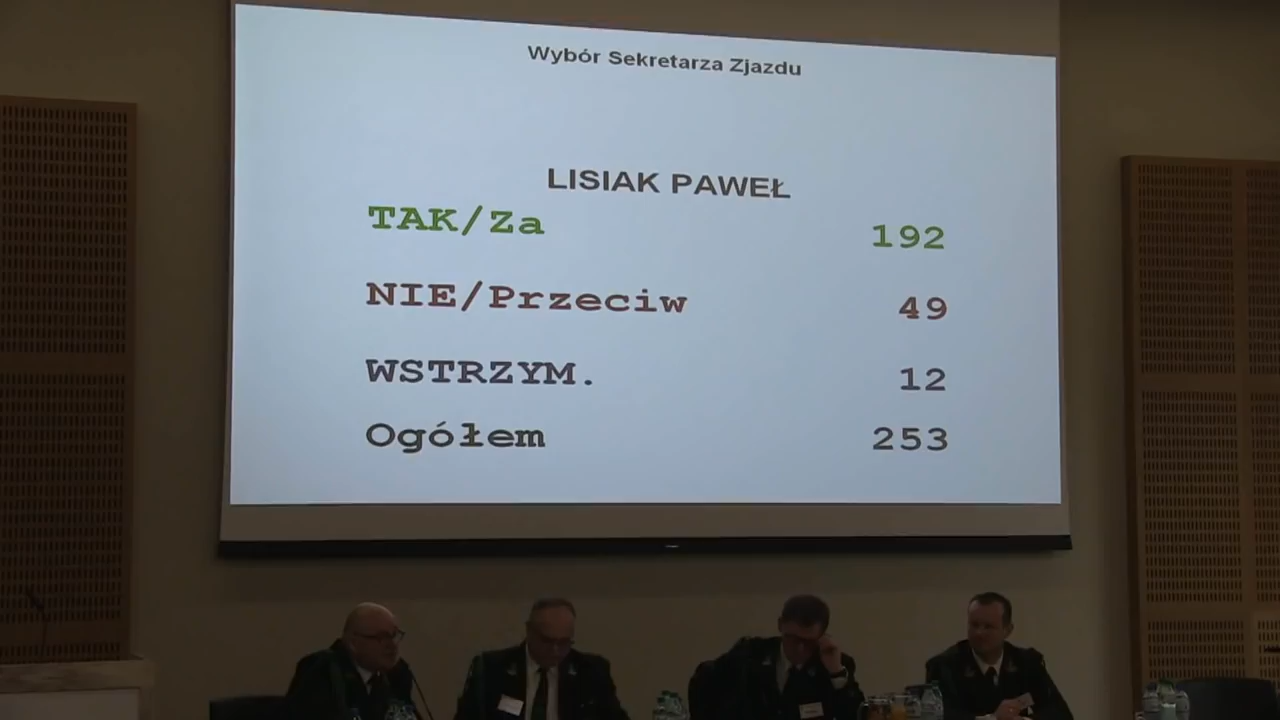 Wybór Sekretarza Zjazdu
LISIAK PAWEŁ
TAK/Za 192
NIE/Przeciw 49
WSTRZYM. 12
Ogółem 253